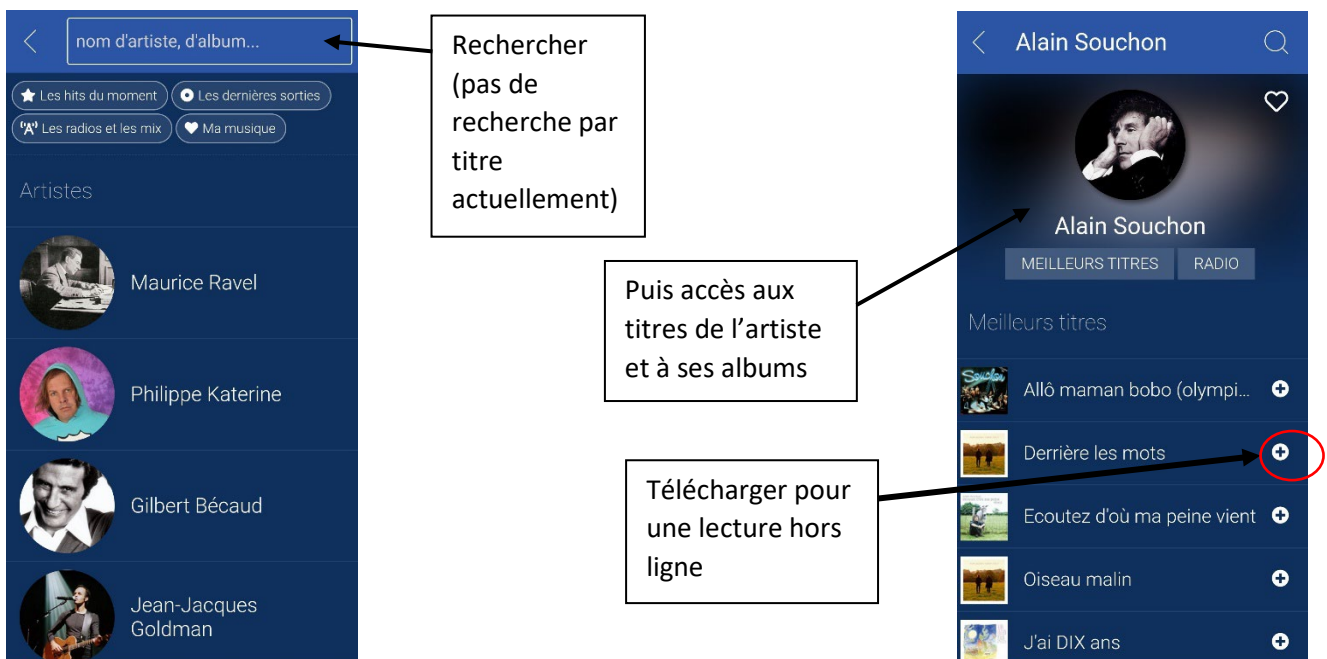 nom d'artiste, d'album...
Les hits du moment
Les dernières sorties
Les radios et les mix
Ma musique
Artistes
Maurice Ravel
Philippe Katerine
Gilbert Bécaud
Jean-Jacques
Goldman
Rechercher
(pas de
recherche par
titre
actuellement)
Puis accès aux
titres de l’artiste
et à ses albums
Télécharger pour
une lecture hors
ligne
Alain Souchon
Alain Souchon
MEILLEURS TITRES
RADIO
Meilleurs titres
Allô maman bobo (olympi...
Derrière les mots
Ecoutez d'où ma peine vient
Oiseau malin
J'ai DIX ans